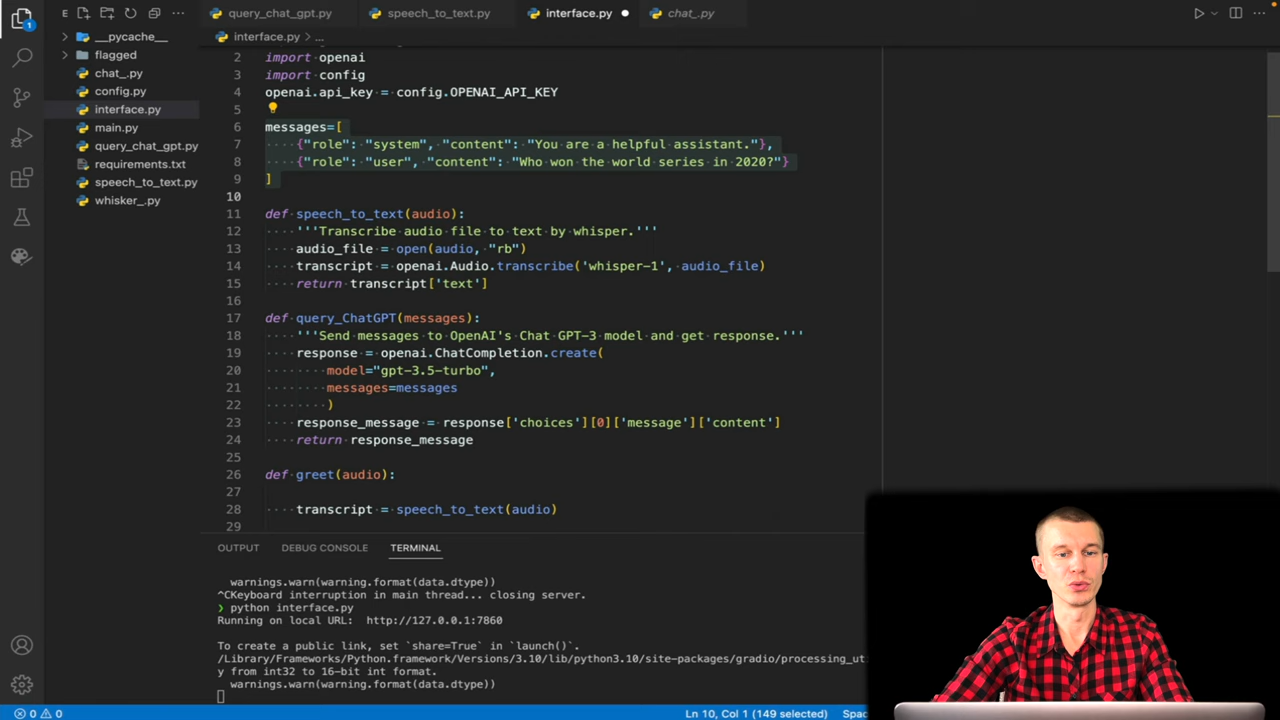 query_chat_gpt.py
speech_to_text.py
interface.py
chat_.py
interface.py > ...
__pycache__
flagged
chat_.py
config.py
interface.py
main.py
query_chat_gpt.py
requirements.txt
speech_to_text.py
whisker_.py
2 import openai
3 import config
4 openai.api_key = config.OPENAI_API_KEY
5
6 messages=[
7 {"role": "system", "content": "You are a helpful assistant."},
8 {"role": "user", "content": "Who won the world series in 2020?"}
9 ]
10
11 def speech_to_text(audio):
12 '''Transcribe audio file to text by whisper.'''
13 audio_file = open(audio, "rb")
14 transcript = openai.Audio.transcribe('whisper-1', audio_file)
15 return transcript['text']
16
17 def query_ChatGPT(messages):
18 '''Send messages to OpenAI's Chat GPT-3 model and get response.'''
19 response = openai.ChatCompletion.create(
20 model="gpt-3.5-turbo",
21 messages=messages
22 )
23 response_message = response['choices'][0]['message']['content']
24 return response_message
25
26 def greet(audio):
27
28 transcript = speech_to_text(audio)
29
OUTPUT DEBUG CONSOLE TERMINAL
warnings.warn(warning.format(data.dtype))
^CKeyboard interruption in main thread... closing server.
❯ python interface.py
Running on local URL: http://127.0.0.1:7860
To create a public link, set `share=True` in `launch()`.
/Library/Frameworks/Python.framework/Versions/3.10/lib/python3.10/site-packages/gradio/processing_ut
y from int32 to 16-bit int format.
warnings.warn(warning.format(data.dtype))
0 0
Ln 10, Col 1 (149 selected)
Spac
1